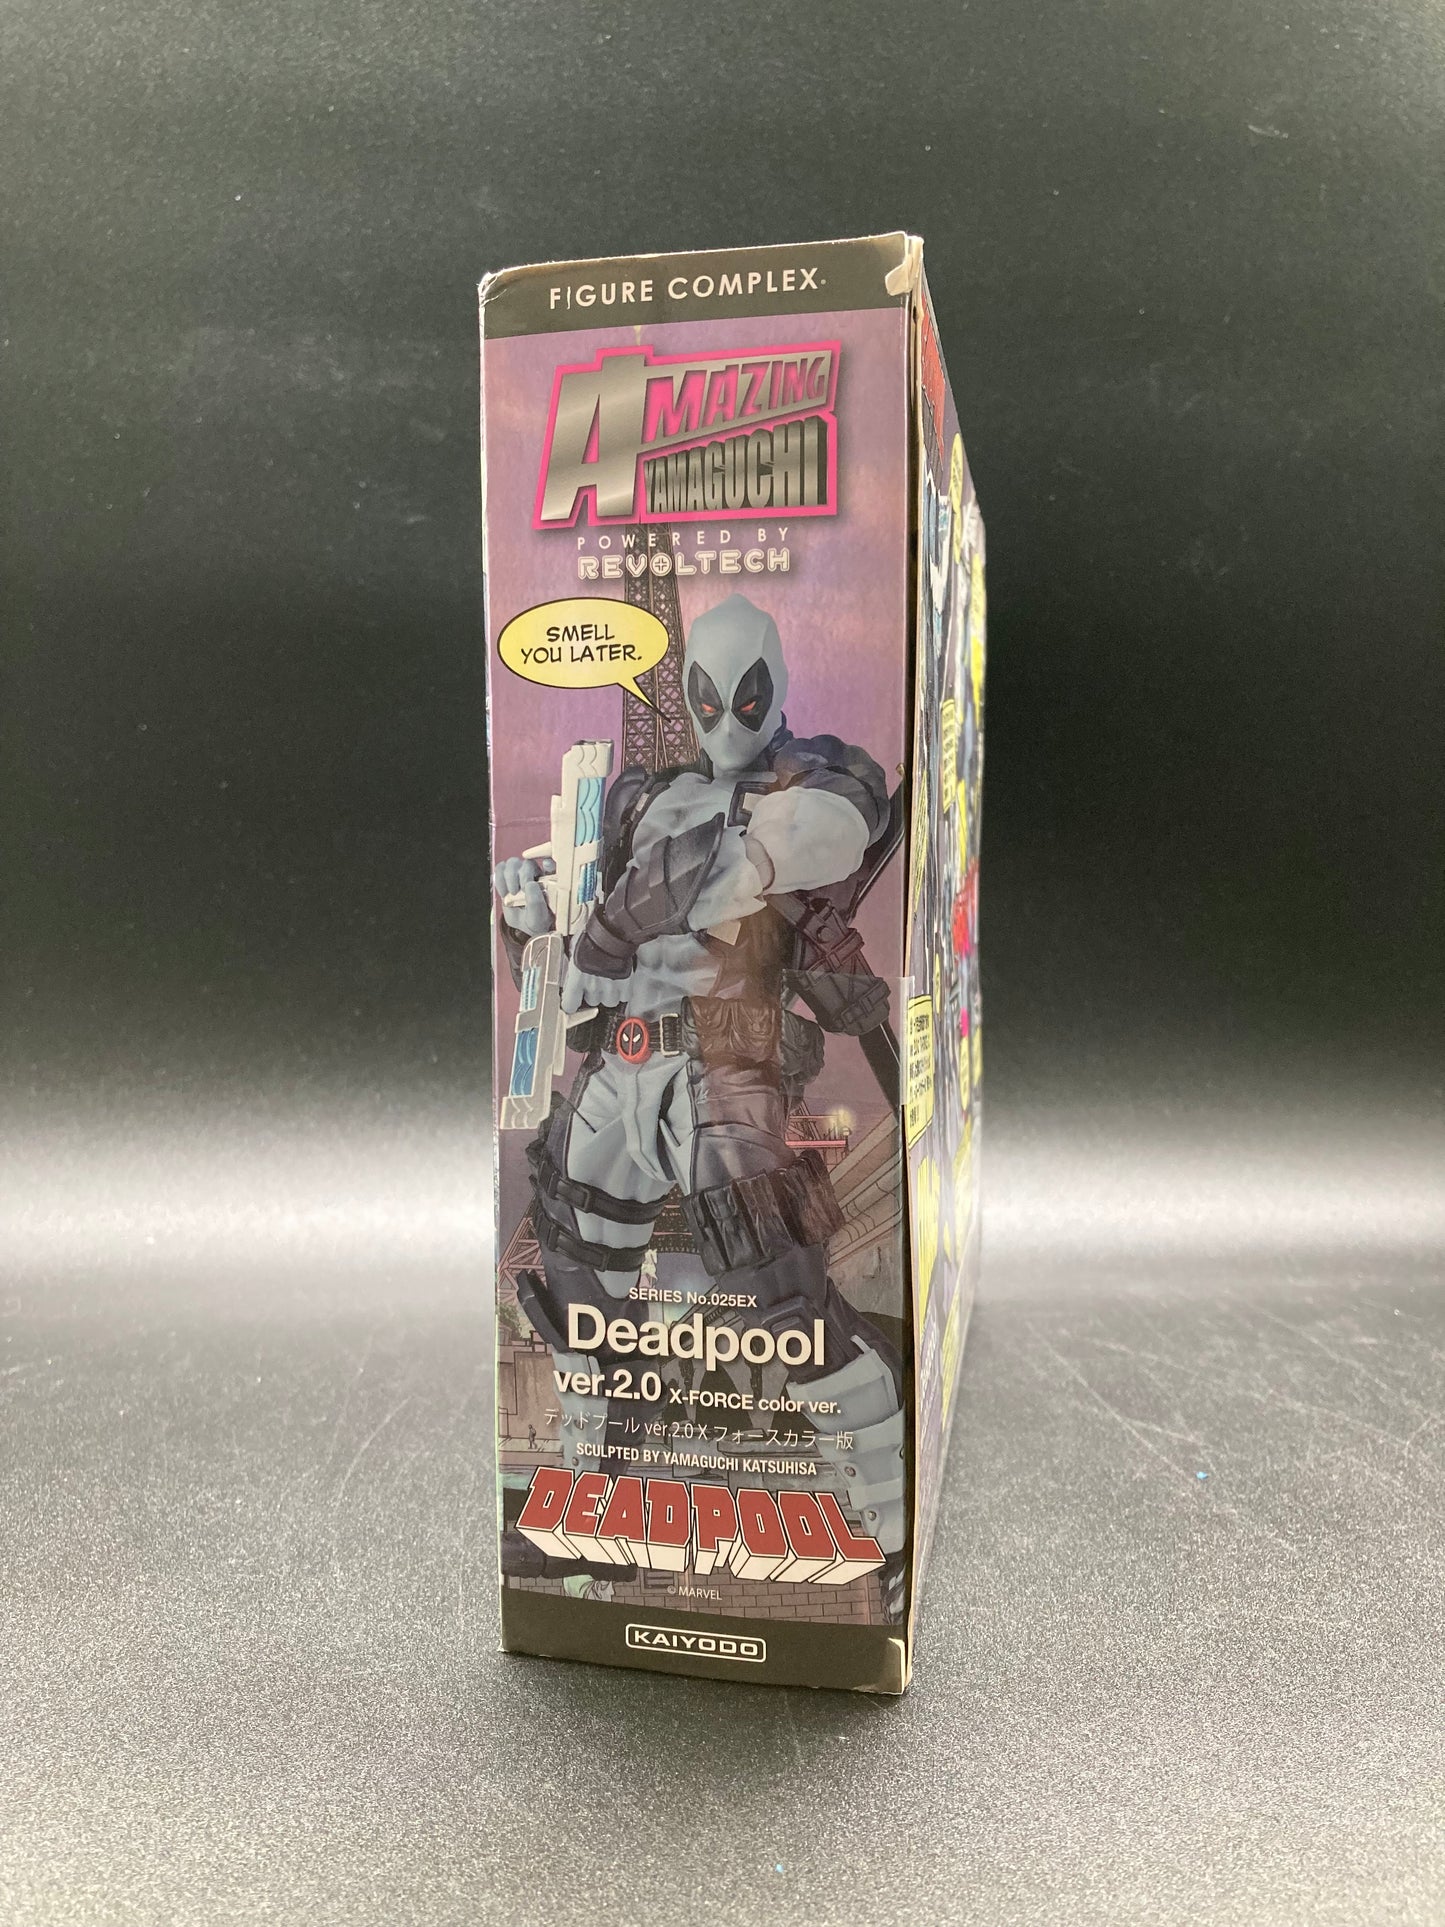 FIGURE COMPLEX
AMAZING
YAMAGUCHI
POWERED BY
REVOLTECH
SMELL
YOU LATER.
SERIES No.025EX
Deadpool
ver.2.0 X-FORCE color ver.
デッドプール ver.2.0 X フォースカラー版
SCULPTED BY YAMAGUCHI KATSUHISA
DEADPOOL
© MARVEL
KAIYODO